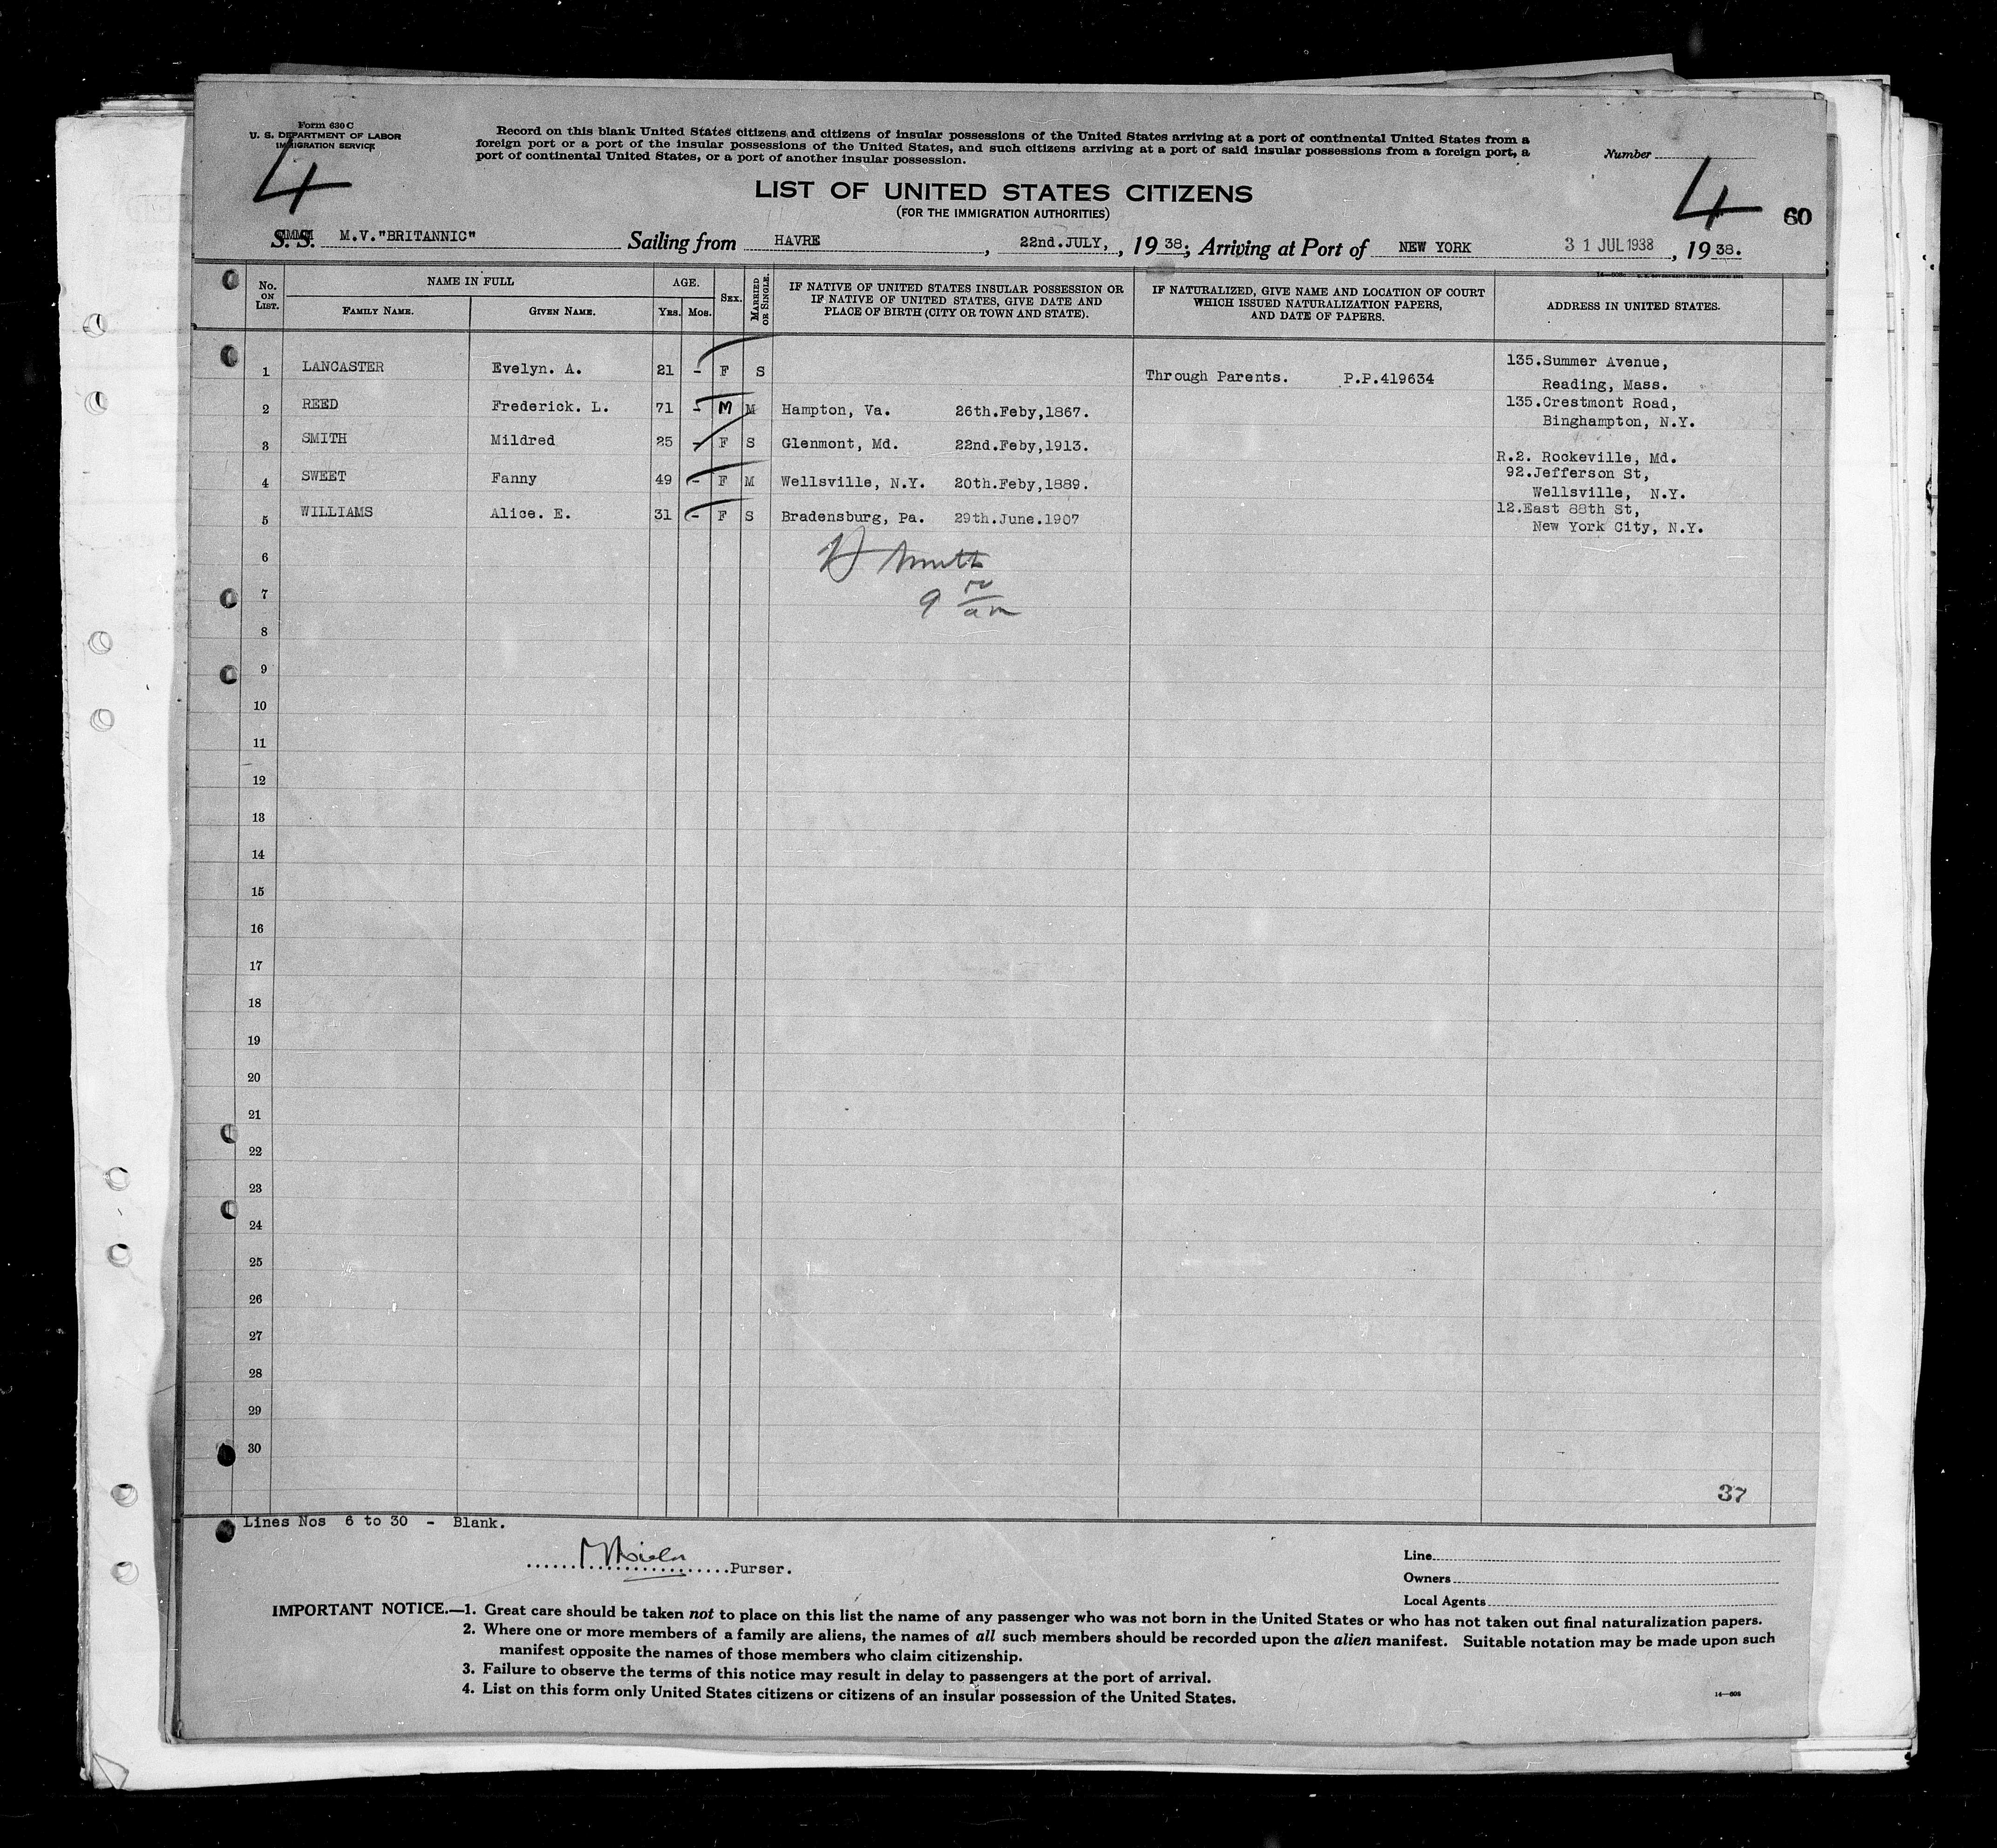 Form 630 C
U. S. DEPARTMENT OF LABOR
IMMIGRATION SERVICE
Record on this blank United States citizens and citizens of insular possessions of the United States arriving at a port of continental United States from a
foreign port or a port of the insular possessions of the United States, and such citizens arriving at a port of said insular possessions from a foreign port, a
port of continental United States, or a port of another insular possession.
Number
4
4
60
LIST OF UNITED STATES CITIZENS
(FOR THE IMMIGRATION AUTHORITIES)
S. S. M.V."BRITANNIC" Sailing from HAVRE, 22nd.JULY, , 19 38; Arriving at Port of NEW YORK 31 JUL 1938, 19 38.
No. ON LIST. NAME IN FULL FAMILY NAME. GIVEN NAME. AGE. YRS. MOS. SEX. MARRIED OR SINGLE.
IF NATIVE OF UNITED STATES INSULAR POSSESSION OR
IF NATIVE OF UNITED STATES, GIVE DATE AND
PLACE OF BIRTH (CITY OR TOWN AND STATE).
IF NATURALIZED, GIVE NAME AND LOCATION OF COURT
WHICH ISSUED NATURALIZATION PAPERS,
AND DATE OF PAPERS.
ADDRESS IN UNITED STATES.
1 LANCASTER Evelyn. A. 21 - F S Through Parents. P.P.419634 135.Summer Avenue,
Reading, Mass.
2 REED Frederick. L. 71 - M M Hampton, Va. 26th.Feby,1867. 135.Crestmont Road,
Binghampton, N.Y.
3 SMITH Mildred 25 - F S Glenmont, Md. 22nd.Feby,1913.
R.2. Rockeville, Md.
4 SWEET Fanny 49 - F M Wellsville, N.Y. 20th.Feby,1889. 92.Jefferson St,
Wellsville, N.Y.
5 WILLIAMS Alice. E. 31 - F S Bradensburg, Pa. 29th.June.1907 12.East 88th St,
New York City, N.Y.
6
7
8
9
10
11
12
13
14
15
16
17
18
19
20
21
22
23
24
25
26
27
28
29
30
37
Lines Nos 6 to 30 - Blank.
Purser.
Line
Owners
Local Agents
IMPORTANT NOTICE.—1. Great care should be taken not to place on this list the name of any passenger who was not born in the United States or who has not taken out final naturalization papers.
2. Where one or more members of a family are aliens, the names of all such members should be recorded upon the alien manifest. Suitable notation may be made upon such
manifest opposite the names of those members who claim citizenship.
3. Failure to observe the terms of this notice may result in delay to passengers at the port of arrival.
4. List on this form only United States citizens or citizens of an insular possession of the United States.